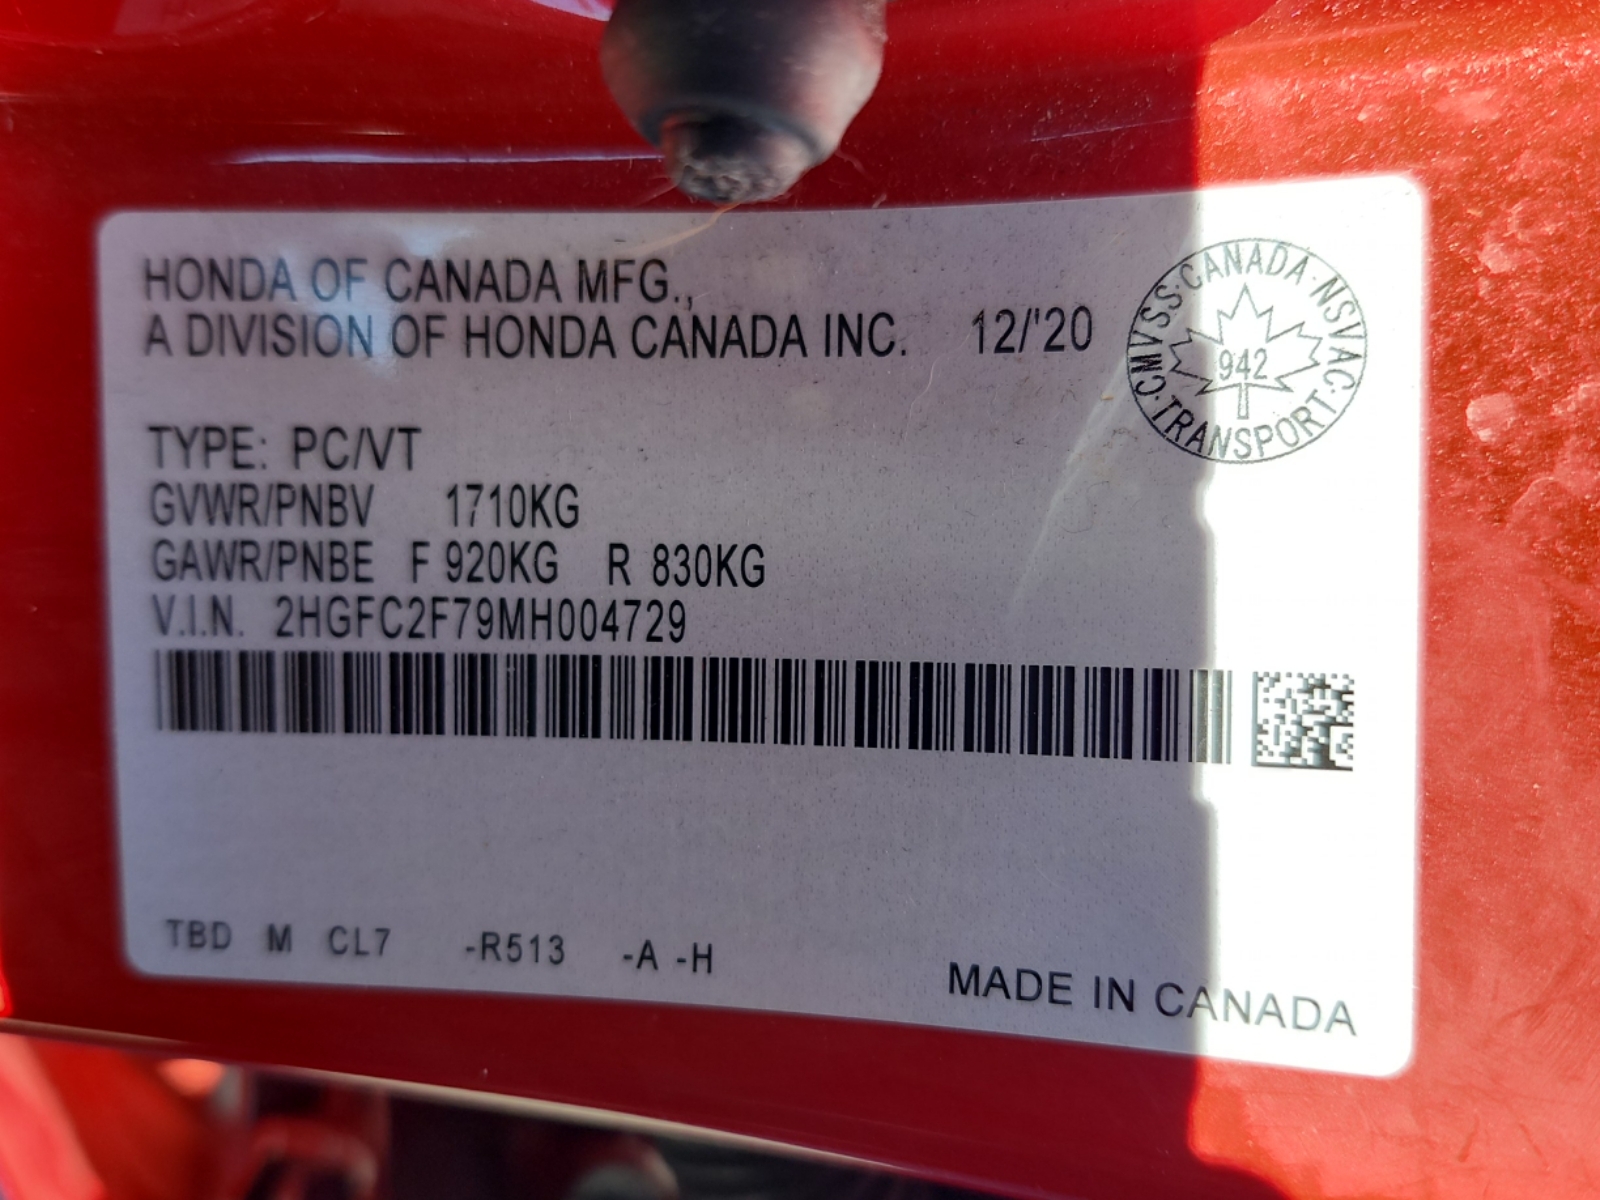 HONDA OF CANADA MFG.,
A DIVISION OF HONDA CANADA INC. 12/'20
CMVSS·CANADA·NSVAC·TRANSPORT·
942
TYPE: PC/VT
GVWR/PNBV 1710KG
GAWR/PNBE F 920KG R 830KG
V.I.N. 2HGFC2F79MH004729
TBD M CL7 -R513 -A -H
MADE IN CANADA